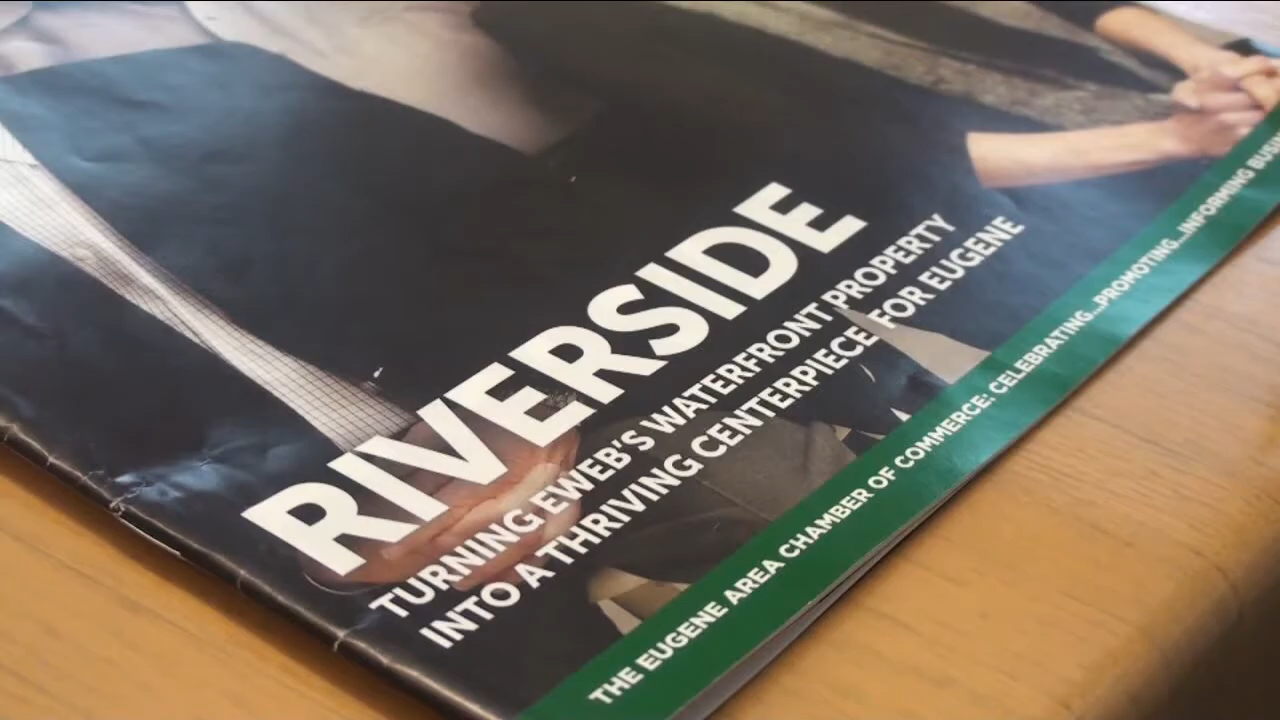 RIVERSIDE
TURNING EWEB'S WATERFRONT PROPERTY
INTO A THRIVING CENTERPIECE FOR EUGENE
THE EUGENE AREA CHAMBER OF COMMERCE: CELEBRATING...PROMOTING...INFORMING